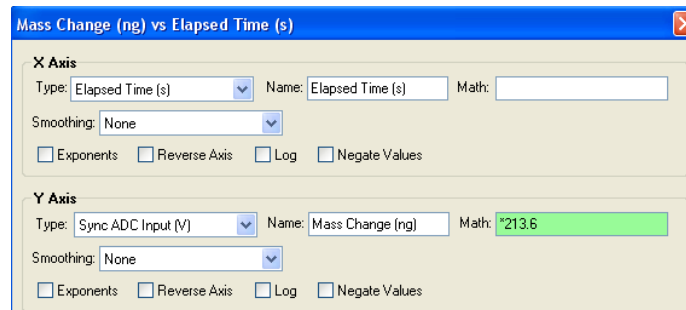 Mass Change (ng) vs Elapsed Time (s)
X Axis
Type: Elapsed Time (s) Name: Elapsed Time (s) Math:
Smoothing: None
Exponents Reverse Axis Log Negate Values
Y Axis
Type: Sync ADC Input (V) Name: Mass Change (ng) Math: *213.6
Smoothing: None
Exponents Reverse Axis Log Negate Values